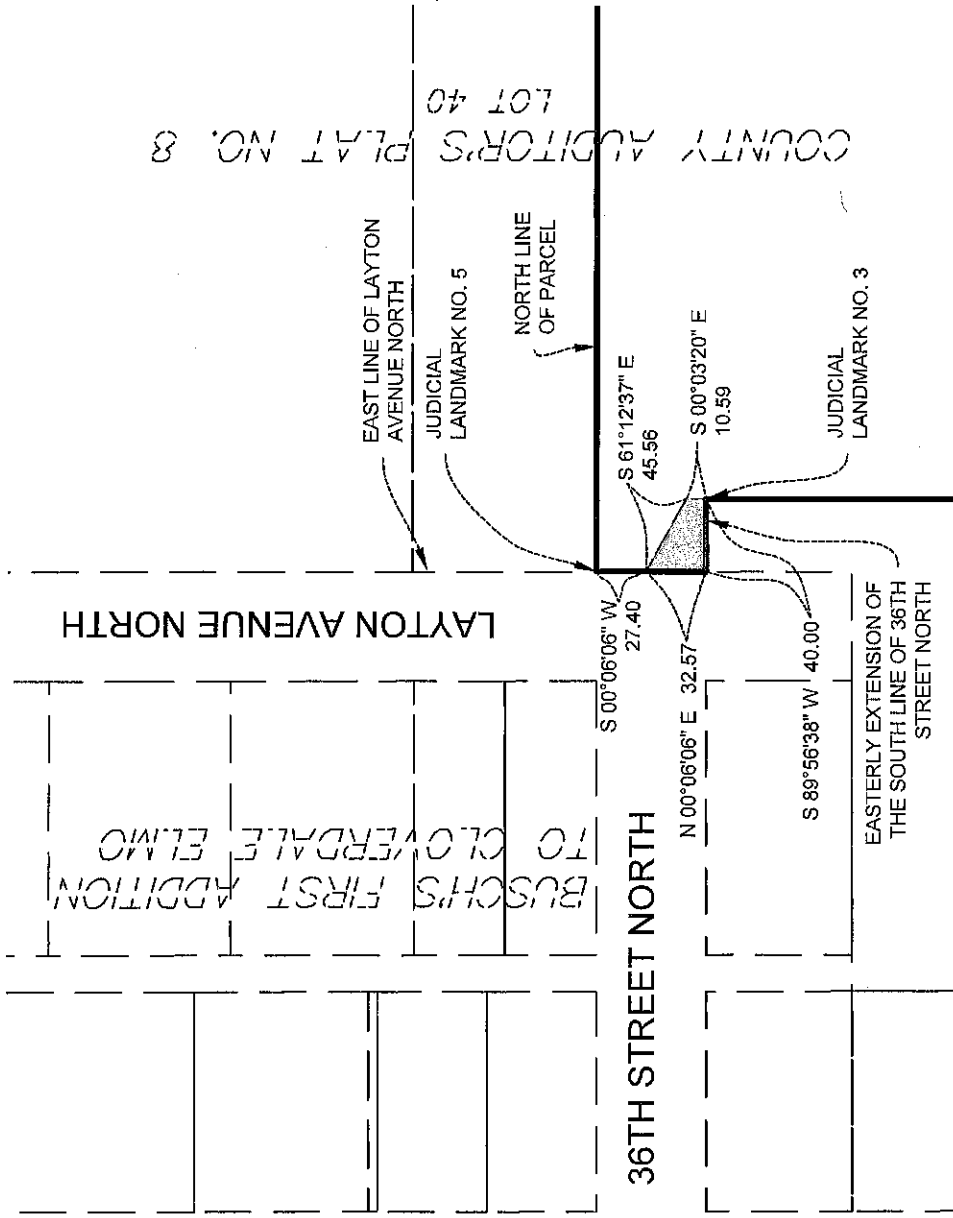 COUNTY AUDITOR'S PLAT NO. 8
LOT 40
EAST LINE OF LAYTON
AVENUE NORTH
JUDICIAL
LANDMARK NO. 5
NORTH LINE
OF PARCEL
LAYTON AVENUE NORTH
S 61°12'37" E
45.56
S 00°03'20" E
10.59
JUDICIAL
LANDMARK NO. 3
S 00°06'06" W
27.40
N 00°06'06" E 32.57
S 89°56'38" W 40.00
EASTERLY EXTENSION OF
THE SOUTH LINE OF 36TH
STREET NORTH
BUSCH'S FIRST ADDITION
TO CLOVERDALE ELMO
36TH STREET NORTH